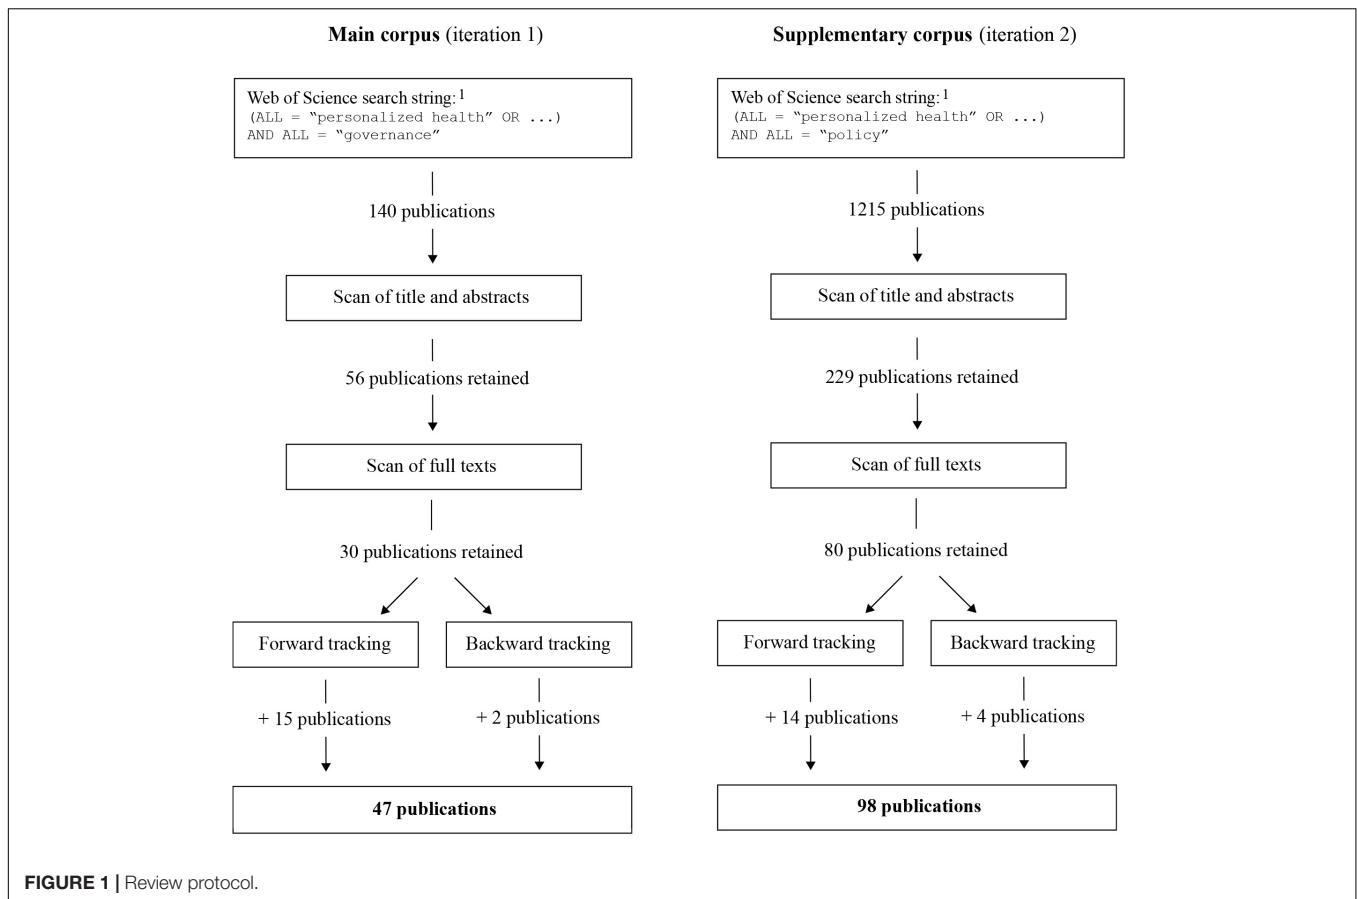 Main corpus (iteration 1)
Web of Science search string:1
(ALL = “personalized health” OR ...)
AND ALL = “governance”
140 publications
Scan of title and abstracts
56 publications retained
Scan of full texts
30 publications retained
Forward tracking
Backward tracking
+ 15 publications
+ 2 publications
47 publications
Supplementary corpus (iteration 2)
Web of Science search string:1
(ALL = “personalized health” OR ...)
AND ALL = “policy”
1215 publications
Scan of title and abstracts
229 publications retained
Scan of full texts
80 publications retained
Forward tracking
Backward tracking
+ 14 publications
+ 4 publications
98 publications
FIGURE 1 | Review protocol.